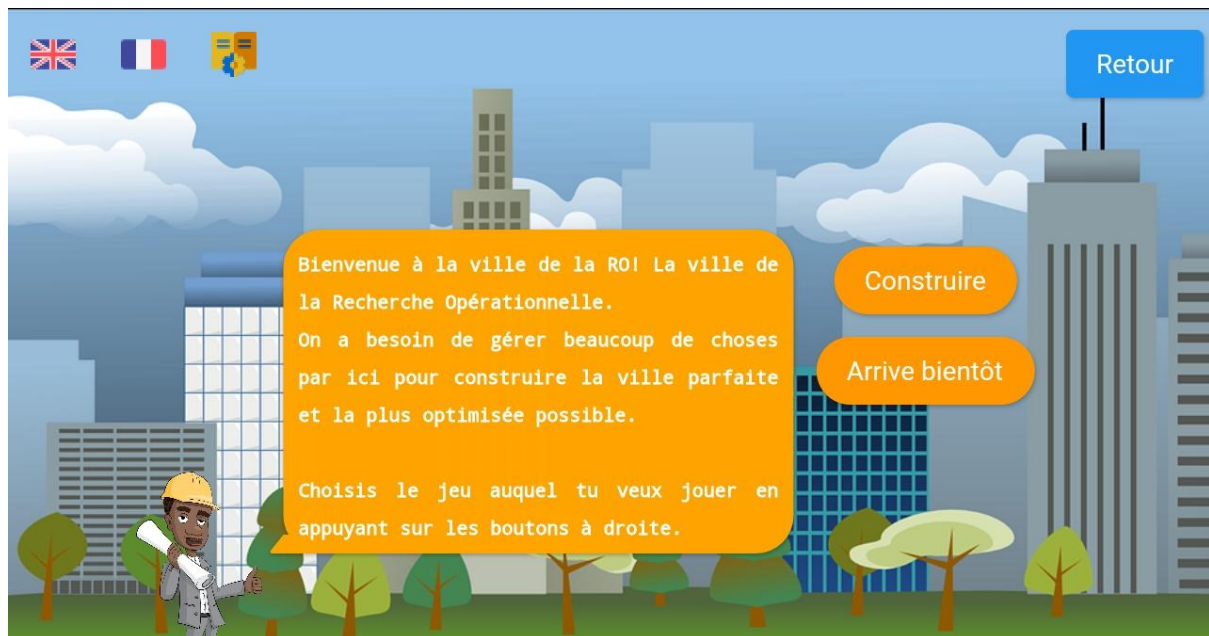 Retour
Bienvenue à la ville de la RO! La ville de
la Recherche Opérationnelle.
On a besoin de gérer beaucoup de choses
par ici pour construire la ville parfaite
et la plus optimisée possible.
Choisis le jeu auquel tu veux jouer en
appuyant sur les boutons à droite.
Construire
Arrive bientôt